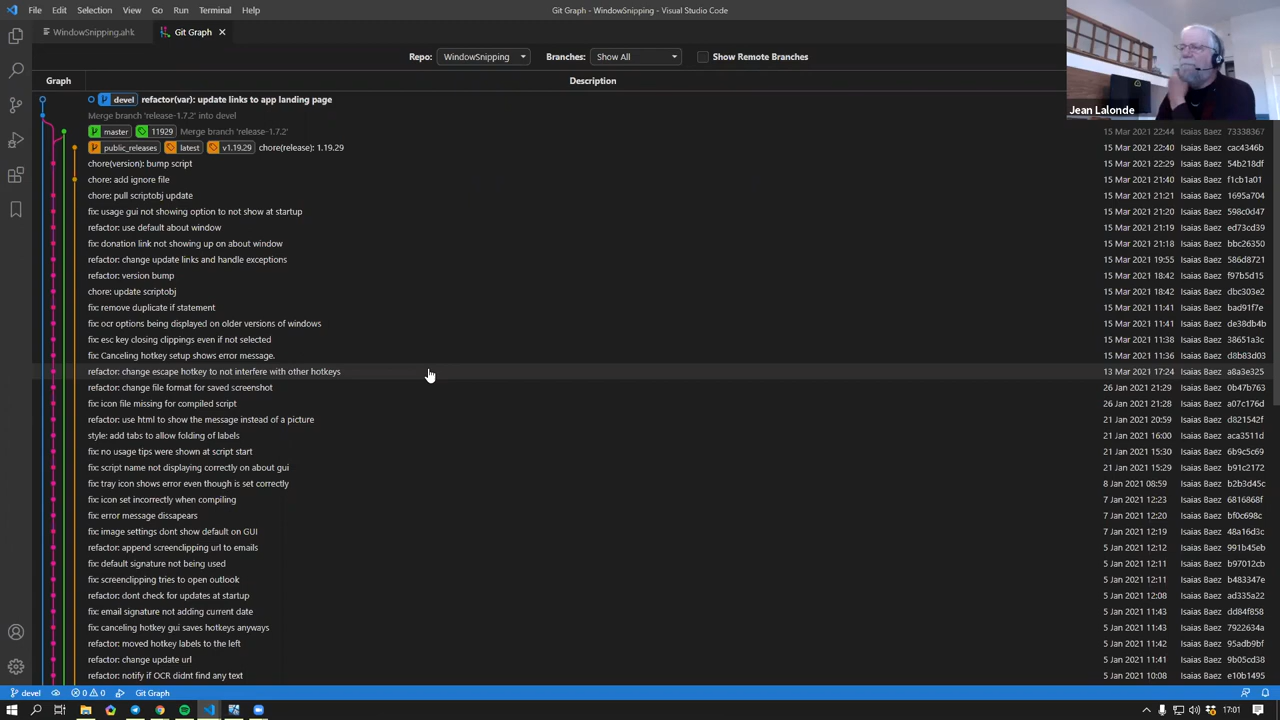 File Edit Selection View Go Run Terminal Help Git Graph - WindowSnipping - Visual Studio Code
WindowSnipping.ahk Git Graph
Repo: WindowSnipping Branches: Show All Show Remote Branches
Graph Description
devel refactor(var): update links to app landing page
Merge branch 'release-1.7.2' into devel
Jean Lalonde
master 11929 Merge branch 'release-1.7.2' 15 Mar 2021 22:44 Isaias Baez 73338367
public_releases latest v1.19.29 chore(release): 1.19.29 15 Mar 2021 22:40 Isaias Baez cac4346b
chore(version): bump script 15 Mar 2021 22:29 Isaias Baez 54b218df
chore: add ignore file 15 Mar 2021 21:40 Isaias Baez f1cb1a01
chore: pull scriptobj update 15 Mar 2021 21:21 Isaias Baez 1695a704
fix: usage gui not showing option to not show at startup 15 Mar 2021 21:20 Isaias Baez 598c0d47
refactor: use default about window 15 Mar 2021 21:19 Isaias Baez ed73cd39
fix: donation link not showing up on about window 15 Mar 2021 21:18 Isaias Baez bbc26350
refactor: change update links and handle exceptions 15 Mar 2021 19:55 Isaias Baez 586d8721
refactor: version bump 15 Mar 2021 18:42 Isaias Baez f97b5d15
chore: update scriptobj 15 Mar 2021 18:42 Isaias Baez dbc303e2
fix: remove duplicate if statement 15 Mar 2021 11:41 Isaias Baez bad91f7e
fix: ocr options being displayed on older versions of windows 15 Mar 2021 11:41 Isaias Baez de38db4b
fix: esc key closing clippings even if not selected 15 Mar 2021 11:38 Isaias Baez 38651a3c
fix: Canceling hotkey setup shows error message. 15 Mar 2021 11:36 Isaias Baez d8b83d03
refactor: change escape hotkey to not interfere with other hotkeys 13 Mar 2021 17:24 Isaias Baez a8a3e325
refactor: change file format for saved screenshot 26 Jan 2021 21:29 Isaias Baez 0b47b763
fix: icon file missing for compiled script 26 Jan 2021 21:28 Isaias Baez a07c176d
refactor: use html to show the message instead of a picture 21 Jan 2021 20:59 Isaias Baez d821542f
style: add tabs to allow folding of labels 21 Jan 2021 16:00 Isaias Baez aca3511d
fix: no usage tips were shown at script start 21 Jan 2021 15:30 Isaias Baez 6b9c5c69
fix: script name not displaying correctly on about gui 21 Jan 2021 15:29 Isaias Baez b91c2172
fix: tray icon shows error even though is set correctly 8 Jan 2021 08:59 Isaias Baez b2b3d45c
fix: icon set incorrectly when compiling 7 Jan 2021 12:23 Isaias Baez 6816868f
fix: error message dissapears 7 Jan 2021 12:20 Isaias Baez bf0c698c
fix: image settings dont show default on GUI 7 Jan 2021 12:19 Isaias Baez 48a16d3c
refactor: append screenclipping url to emails 5 Jan 2021 12:12 Isaias Baez 991b45eb
fix: default signature not being used 5 Jan 2021 12:11 Isaias Baez b97012cb
fix: screenclipping tries to open outlook 5 Jan 2021 12:11 Isaias Baez b483347e
refactor: dont check for updates at startup 5 Jan 2021 12:08 Isaias Baez ad335a22
fix: email signature not adding current date 5 Jan 2021 11:43 Isaias Baez dd84f858
fix: canceling hotkey gui saves hotkeys anyways 5 Jan 2021 11:43 Isaias Baez 7922634a
refactor: moved hotkey labels to the left 5 Jan 2021 11:42 Isaias Baez 95adb9bf
refactor: change update url 5 Jan 2021 11:41 Isaias Baez 9b05cd38
refactor: notify if OCR didnt find any text 5 Jan 2021 10:08 Isaias Baez e10b1495
devel 0 0 Git Graph
17:01